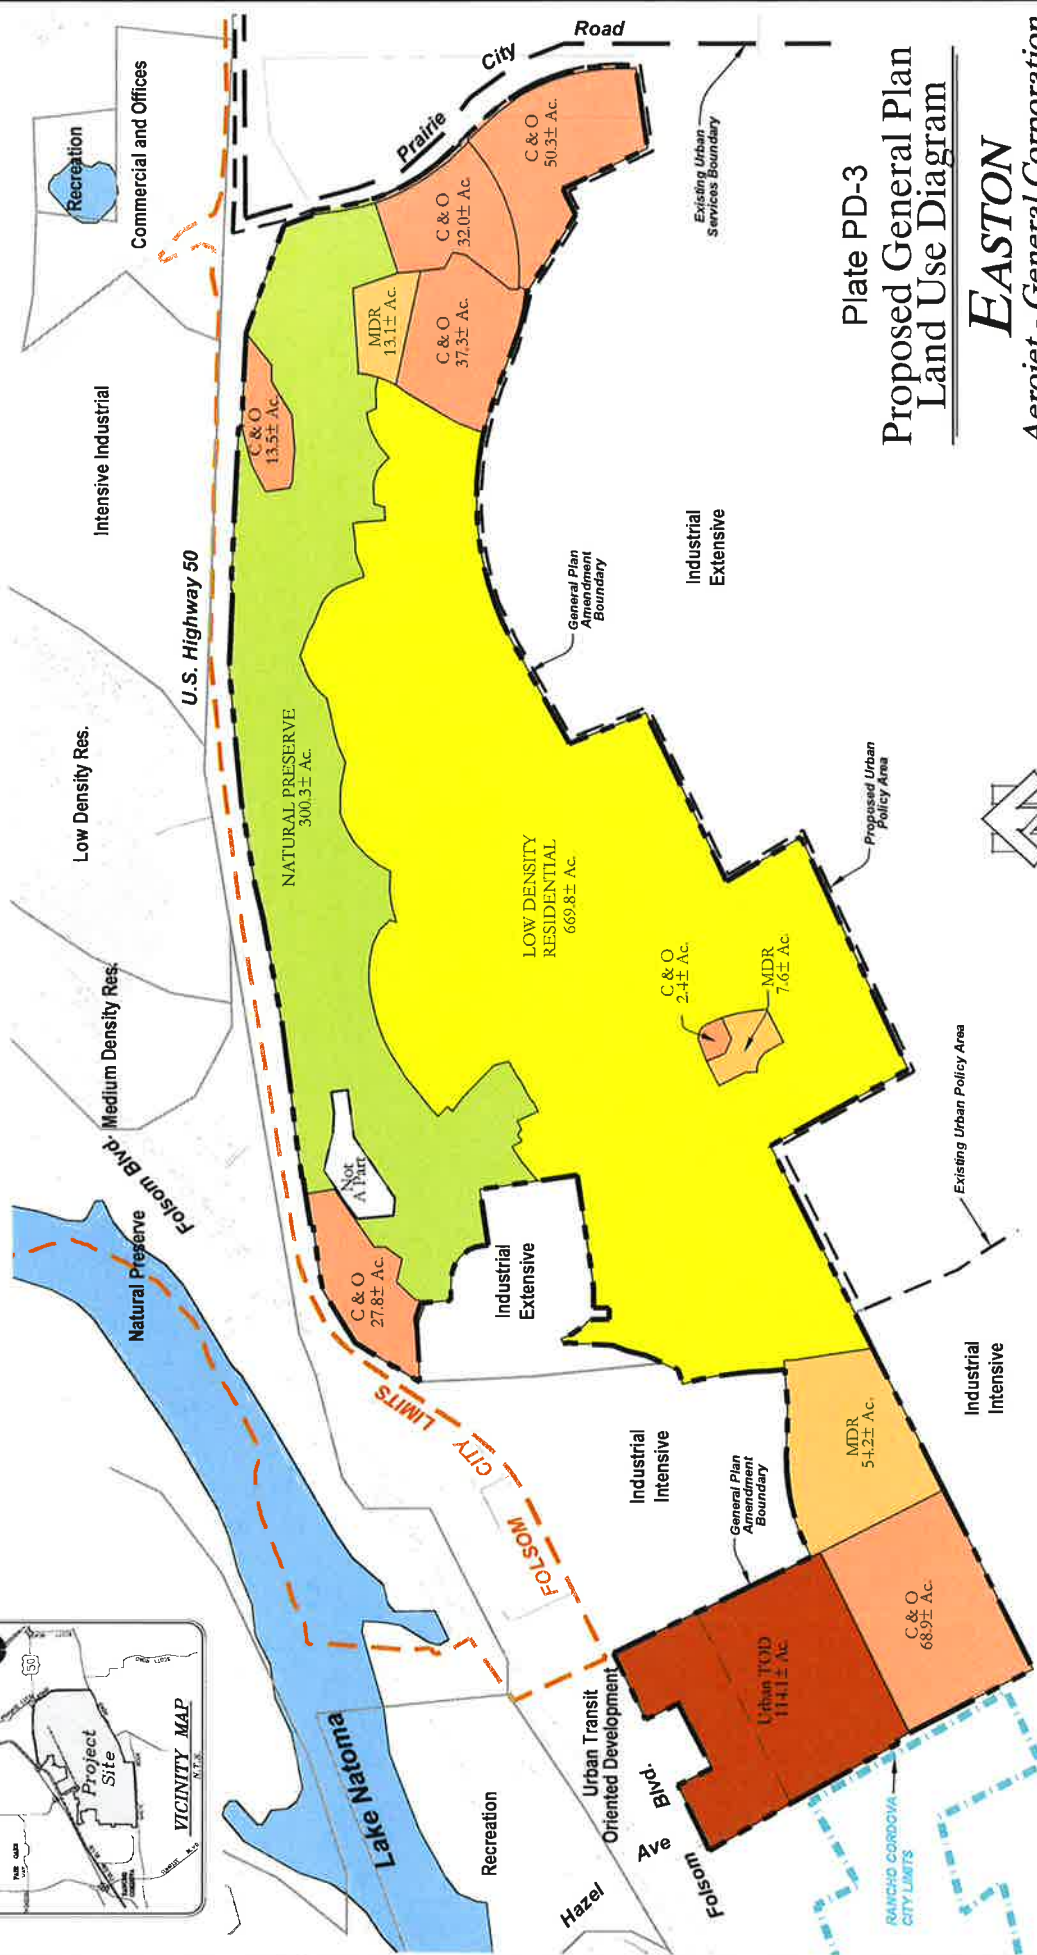 Recreation
Commercial and Offices
Intensive Industrial
U.S. Highway 50
Low Density Res.
Medium Density Res.
Folsom Blvd.
Natural Preserve
Lake Natoma
Recreation
Prairie
City
Road
Existing Urban
Services Boundary
C & O
50.3± Ac.
C & O
32.0± Ac.
C & O
37.3± Ac.
MDR
13.1± Ac.
C & O
13.5± Ac.
NATURAL PRESERVE
300.3± Ac.
LOW DENSITY
RESIDENTIAL
669.8± Ac.
C & O
2.4± Ac.
MDR
7.6± Ac.
Not
A Part
C & O
27.8± Ac.
General Plan
Amendment
Boundary
Industrial
Extensive
Proposed Urban
Policy Area
Existing Urban Policy Area
Industrial
Extensive
Industrial
Intensive
Industrial
Intensive
MDR
54.2± Ac.
C & O
68.9± Ac.
Urban TOD
114.1± Ac.
General Plan
Amendment
Boundary
FOLSOM
CITY
LIMITS
Urban Transit
Oriented Development
Hazel
Ave
Folsom
Blvd.
RANCHO CORDOVA
CITY LIMITS
Project
Site
50
VICINITY MAP
N.T.S.
Plate PD-3
Proposed General Plan
Land Use Diagram
EASTON
Aerojet - General Corporation